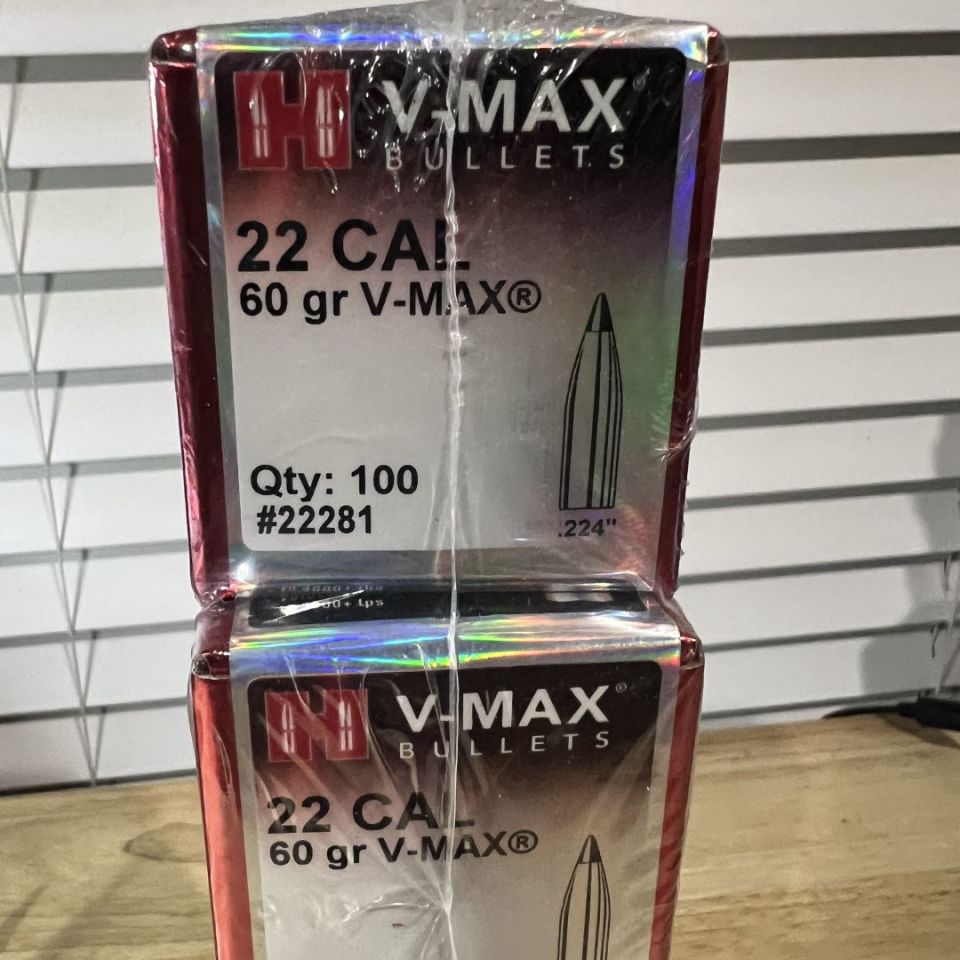 H V-MAX®
BULLETS
22 CAL
60 gr V-MAX®
Qty: 100
#22281
.224"
H V-MAX®
BULLETS
22 CAL
60 gr V-MAX®